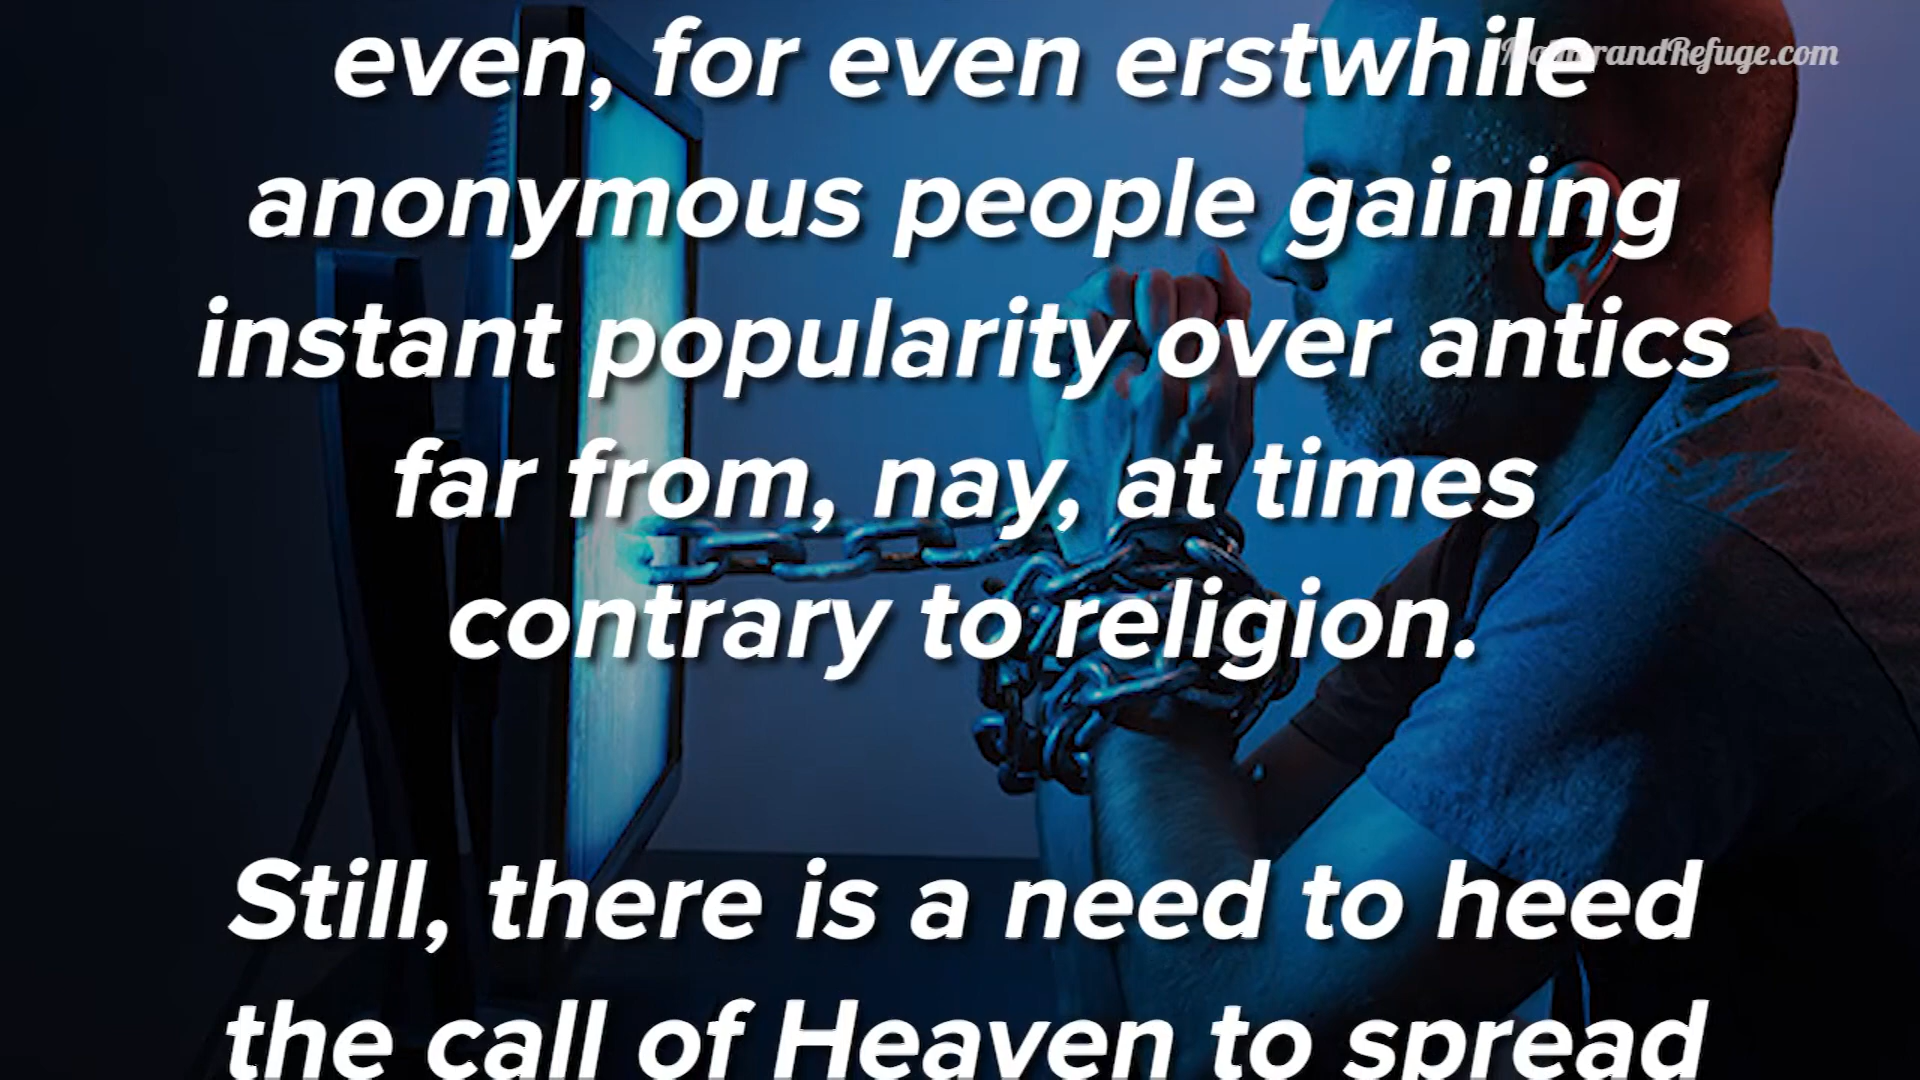 even, for even erstwhile
anonymous people gaining
instant popularity over antics
far from, nay, at times
contrary to religion.
Still, there is a need to heed
the call of Heaven to spread